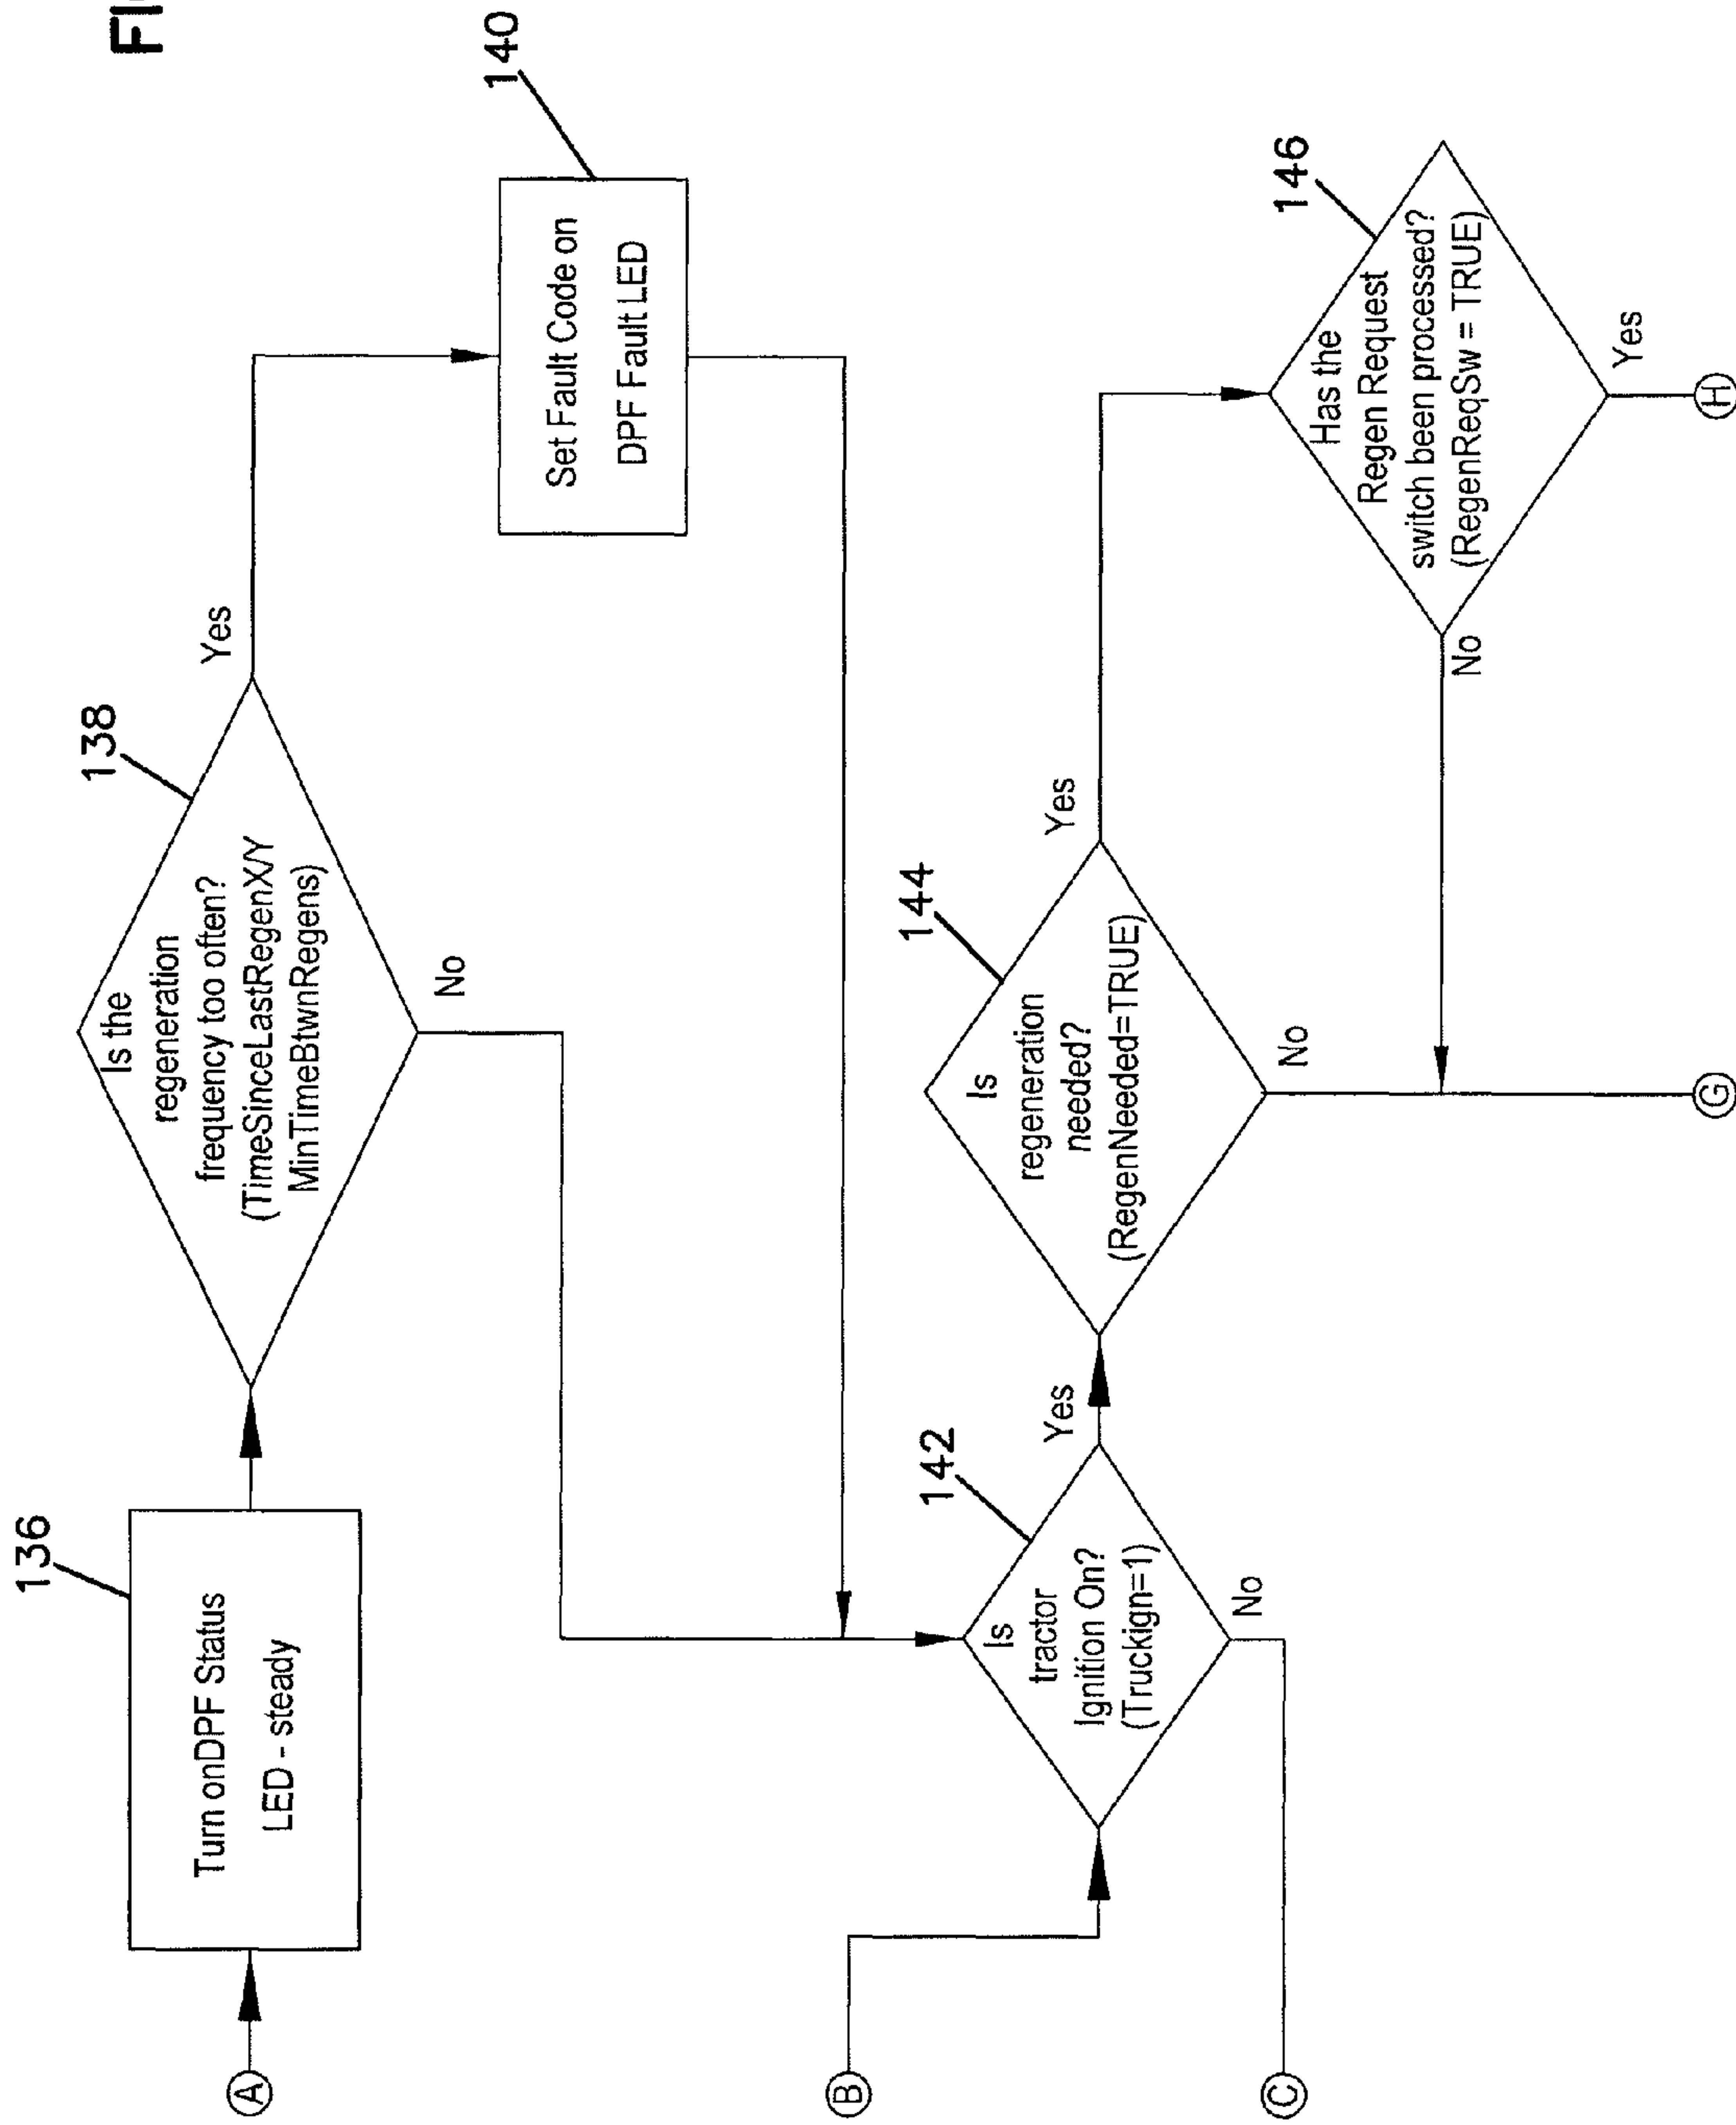 FI
136
Turn onDPF Status
LED - steady
A
138
Is the
regeneration
frequency too often?
(TimeSinceLastRegenX/Y
MinTimeBtwnRegens)
Yes
No
140
Set Fault Code on
DPF Fault LED
B
142
Is
tractor
Ignition On?
(Truckign=1)
Yes
No
C
144
Is
regeneration
needed?
(RegenNeeded=TRUE)
Yes
No
G
146
Has the
Regen Request
switch been processed?
(RegenReqSw = TRUE)
No
Yes
H